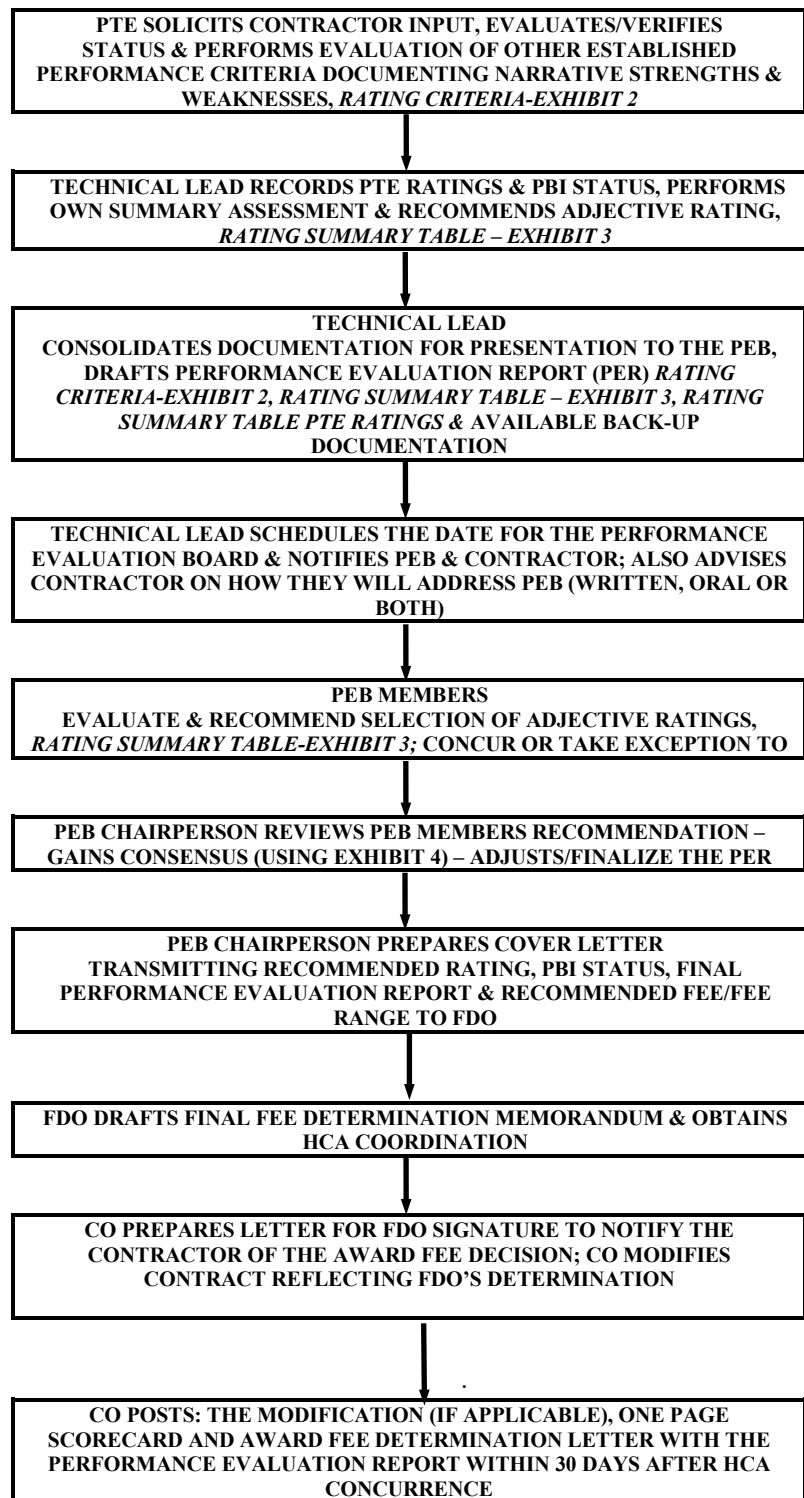 PTE SOLICITS CONTRACTOR INPUT, EVALUATES/VERIFIES
STATUS & PERFORMS EVALUATION OF OTHER ESTABLISHED
PERFORMANCE CRITERIA DOCUMENTING NARRATIVE STRENGTHS &
WEAKNESSES, RATING CRITERIA-EXHIBIT 2
TECHNICAL LEAD RECORDS PTE RATINGS & PBI STATUS, PERFORMS
OWN SUMMARY ASSESSMENT & RECOMMENDS ADJECTIVE RATING,
RATING SUMMARY TABLE – EXHIBIT 3
TECHNICAL LEAD
CONSOLIDATES DOCUMENTATION FOR PRESENTATION TO THE PEB,
DRAFTS PERFORMANCE EVALUATION REPORT (PER) RATING
CRITERIA-EXHIBIT 2, RATING SUMMARY TABLE – EXHIBIT 3, RATING
SUMMARY TABLE PTE RATINGS & AVAILABLE BACK-UP
DOCUMENTATION
TECHNICAL LEAD SCHEDULES THE DATE FOR THE PERFORMANCE
EVALUATION BOARD & NOTIFIES PEB & CONTRACTOR; ALSO ADVISES
CONTRACTOR ON HOW THEY WILL ADDRESS PEB (WRITTEN, ORAL OR
BOTH)
PEB MEMBERS
EVALUATE & RECOMMEND SELECTION OF ADJECTIVE RATINGS,
RATING SUMMARY TABLE-EXHIBIT 3; CONCUR OR TAKE EXCEPTION TO
PEB CHAIRPERSON REVIEWS PEB MEMBERS RECOMMENDATION –
GAINS CONSENSUS (USING EXHIBIT 4) – ADJUSTS/FINALIZE THE PER
PEB CHAIRPERSON PREPARES COVER LETTER
TRANSMITTING RECOMMENDED RATING, PBI STATUS, FINAL
PERFORMANCE EVALUATION REPORT & RECOMMENDED FEE/FEE
RANGE TO FDO
FDO DRAFTS FINAL FEE DETERMINATION MEMORANDUM & OBTAINS
HCA COORDINATION
CO PREPARES LETTER FOR FDO SIGNATURE TO NOTIFY THE
CONTRACTOR OF THE AWARD FEE DECISION; CO MODIFIES
CONTRACT REFLECTING FDO’S DETERMINATION
.
CO POSTS: THE MODIFICATION (IF APPLICABLE), ONE PAGE
SCORECARD AND AWARD FEE DETERMINATION LETTER WITH THE
PERFORMANCE EVALUATION REPORT WITHIN 30 DAYS AFTER HCA
CONCURRENCE